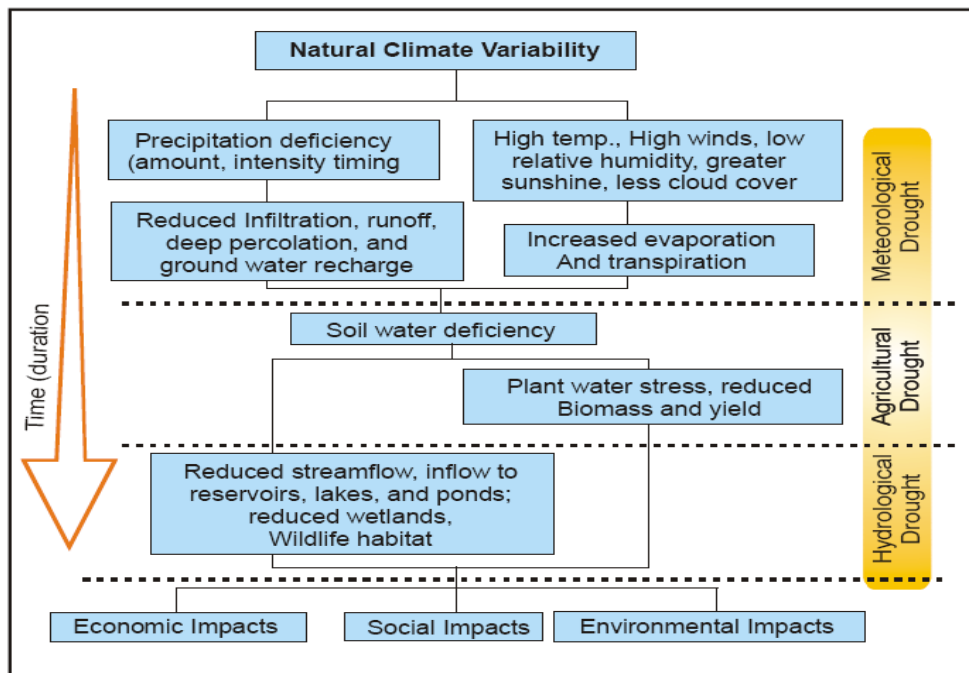 Natural Climate Variability
Precipitation deficiency
(amount, intensity timing
High temp., High winds, low
relative humidity, greater
sunshine, less cloud cover
Reduced Infiltration, runoff,
deep percolation, and
ground water recharge
Increased evaporation
And transpiration
Soil water deficiency
Plant water stress, reduced
Biomass and yield
Reduced streamflow, inflow to
reservoirs, lakes, and ponds;
reduced wetlands,
Wildlife habitat
Economic Impacts
Social Impacts
Environmental Impacts
Time (duration
Meteorological
Drought
Agricultural
Drought
Hydrological
Drought